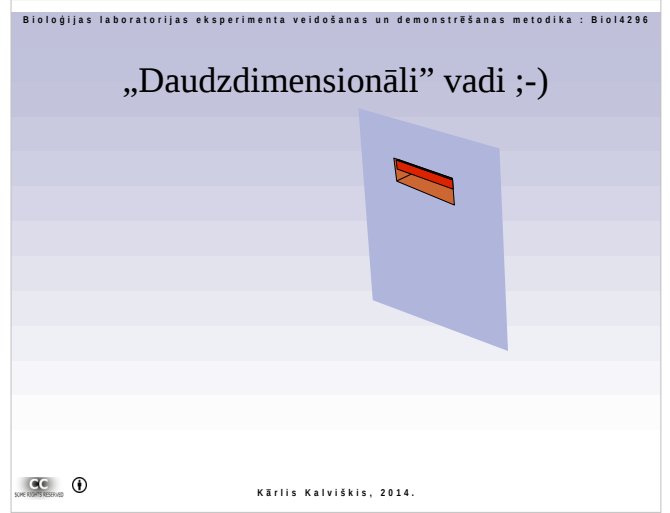 Bioloģijas laboratorijas eksperimenta veidošanas un demonstrēšanas metodika : Biol4296
„Daudzdimensionāli” vadi ;-)
CC
SOME RIGHTS RESERVED
Kārlis Kalviškis, 2014.